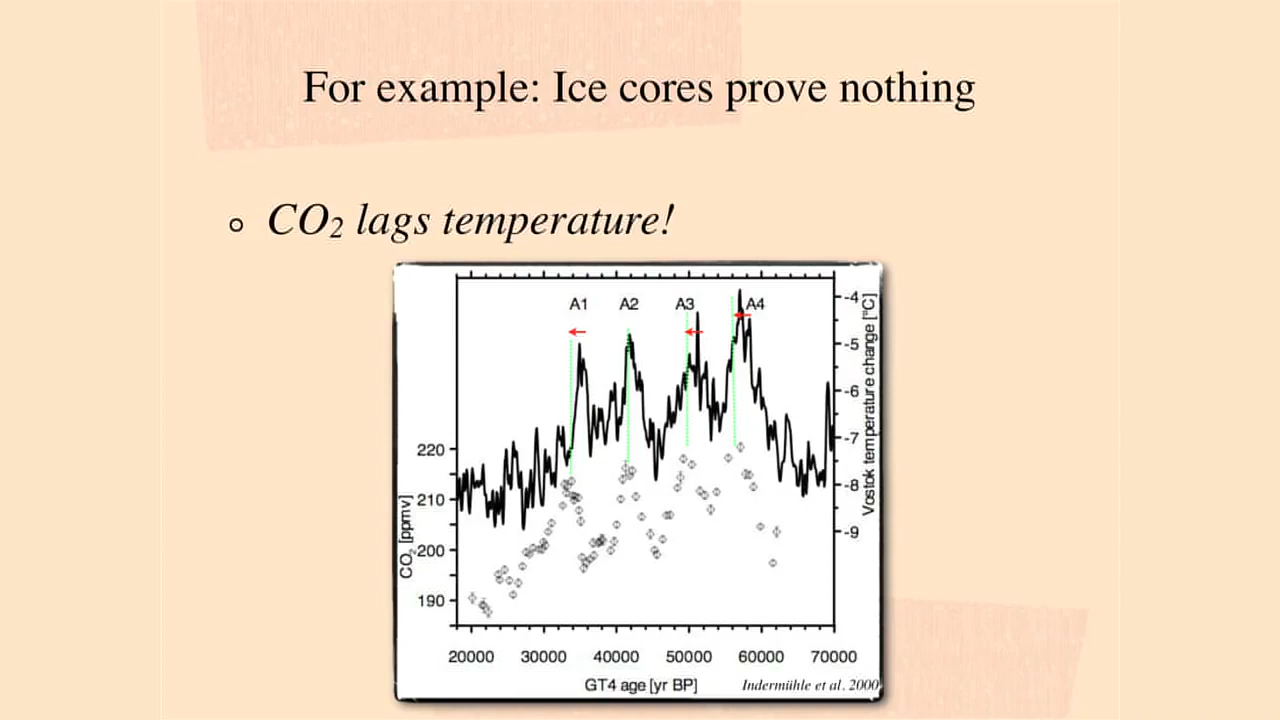 For example: Ice cores prove nothing
CO2 lags temperature!
A1 A2 A3 A4
-4
-5
-6
-7
-8
-9
Vostok temperature change [°C]
220
210
200
190
CO2 [ppmv]
20000 30000 40000 50000 60000 70000
GT4 age [yr BP]
Indermühle et al. 2000